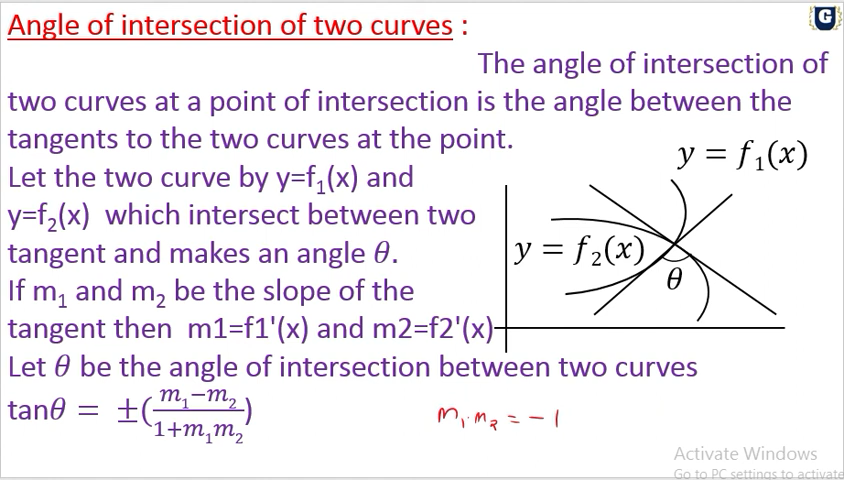 Angle of intersection of two curves :
G
The angle of intersection of
two curves at a point of intersection is the angle between the
tangents to the two curves at the point.
y = f₁(x)
Let the two curve by y=f₁(x) and
y=f₂(x) which intersect between two
y = f₂(x)
tangent and makes an angle θ.
θ
If m₁ and m₂ be the slope of the
tangent then m1=f1'(x) and m2=f2'(x)
Let θ be the angle of intersection between two curves
tanθ = ±(m₁−m₂/1+m₁m₂)
m₁.m₂ = -1
Activate Windows
Go to PC settings to activate